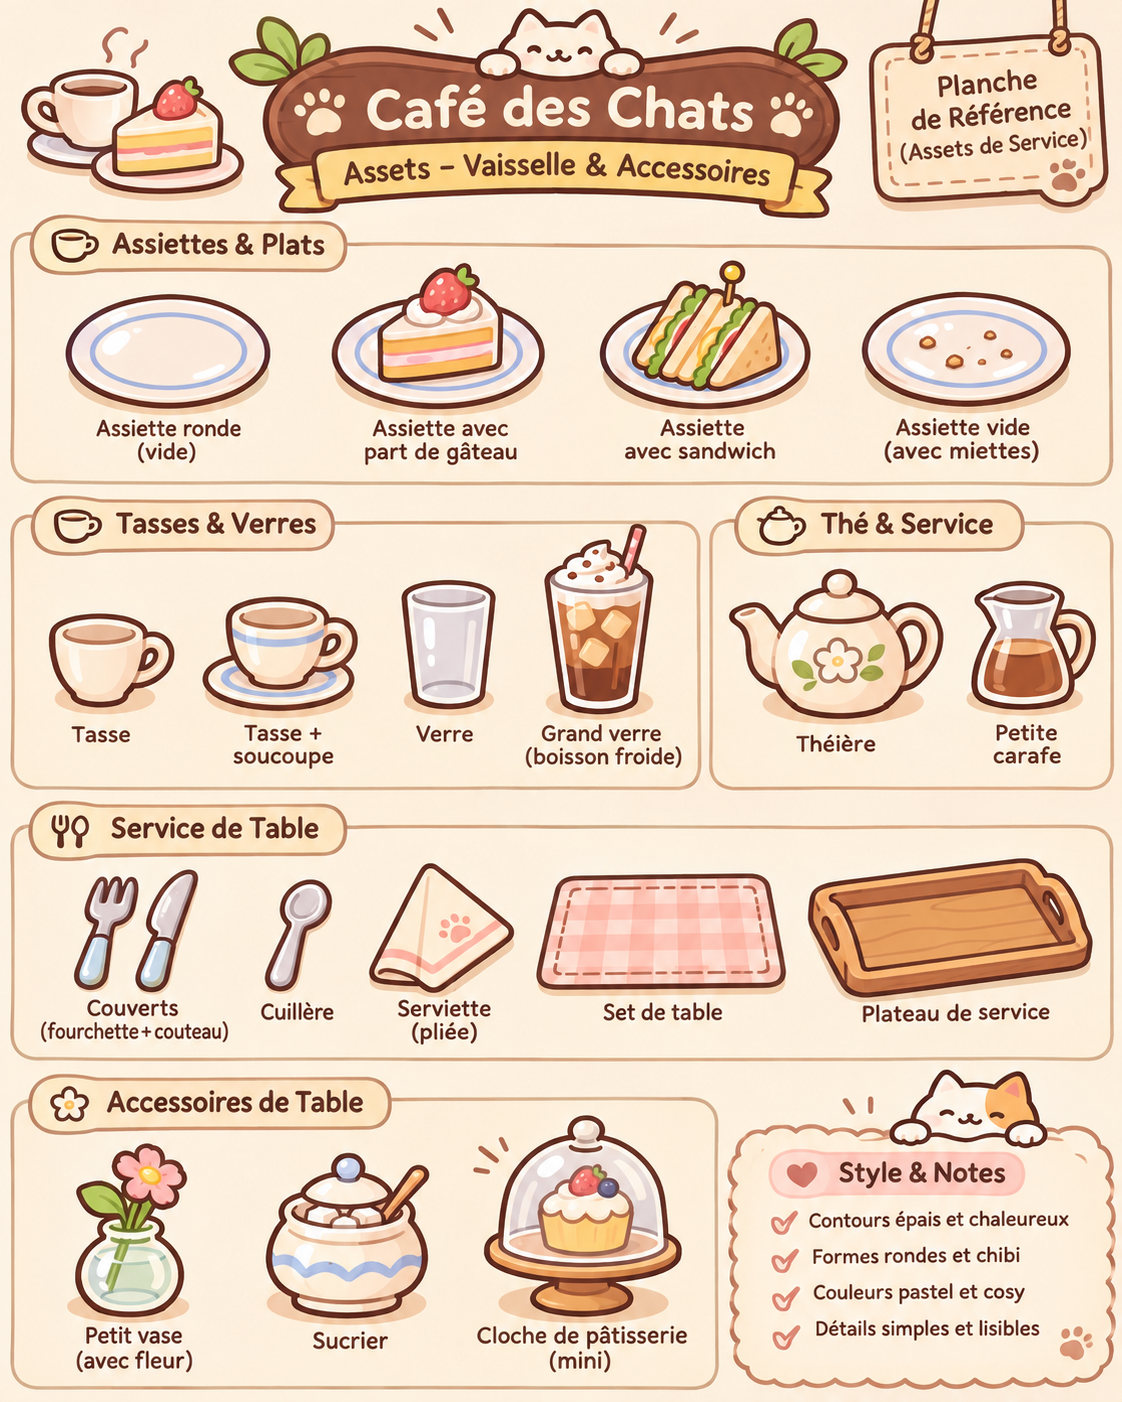 Café des Chats
Assets – Vaisselle & Accessoires
Planche
de Référence
(Assets de Service)
Assiettes & Plats
Assiette ronde
(vide)
Assiette avec
part de gâteau
Assiette
avec sandwich
Assiette vide
(avec miettes)
Tasses & Verres
Tasse
Tasse +
soucoupe
Verre
Grand verre
(boisson froide)
Thé & Service
Théière
Petite
carafe
Service de Table
Couverts
(fourchette + couteau)
Cuillère
Serviette
(pliée)
Set de table
Plateau de service
Accessoires de Table
Petit vase
(avec fleur)
Sucrier
Cloche de pâtisserie
(mini)
Style & Notes
Contours épais et chaleureux
Formes rondes et chibi
Couleurs pastel et cosy
Détails simples et lisibles